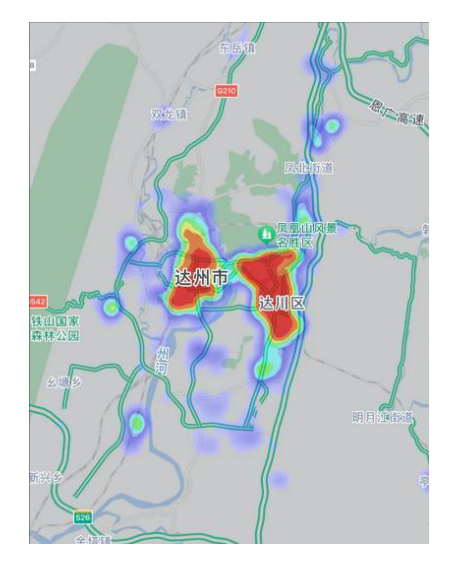 东岳镇
G210
双龙镇
恩广高速
凤北街道
凤凰山风景
名胜区
达州市
达川区
S542
铁山国家
森林公园
州河
幺塘乡
明月江街道
新兴乡
S26
金垭镇